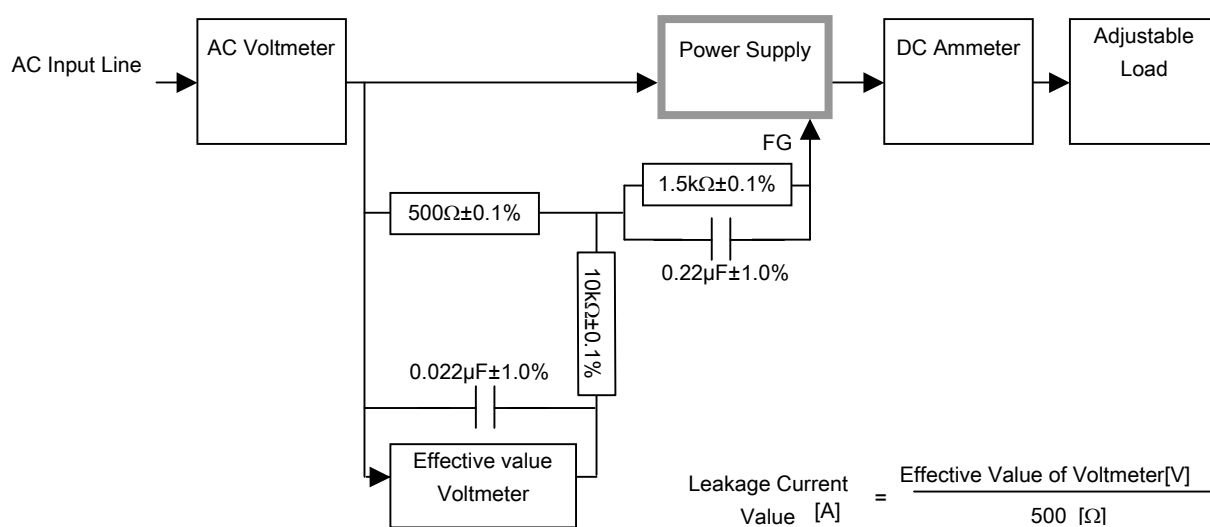 AC Input Line
AC Voltmeter
Power Supply
DC Ammeter
Adjustable
Load
FG
500Ω±0.1%
1.5kΩ±0.1%
0.22µF±1.0%
10kΩ±0.1%
0.022µF±1.0%
Effective value
Voltmeter
Leakage Current
Value [A]
=
Effective Value of Voltmeter[V]
500 [Ω]